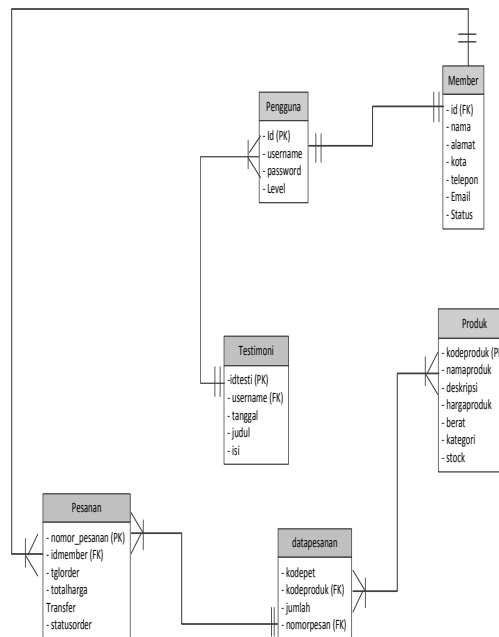 Member
- id (FK)
- nama
- alamat
- kota
- telepon
- Email
- Status
Pengguna
- Id (PK)
- username
- password
- Level
Testimoni
-idtesti (PK)
- username (FK)
- tanggal
- judul
- isi
Produk
- kodeproduk (P
- namaproduk
- deskripsi
- hargaproduk
- berat
- kategori
- stock
Pesanan
- nomor_pesanan (PK)
- idmember (FK)
- tglorder
- totalharga
Transfer
- statusorder
datapesanan
- kodepet
- kodeproduk (FK)
- jumlah
- nomorpesan (FK)